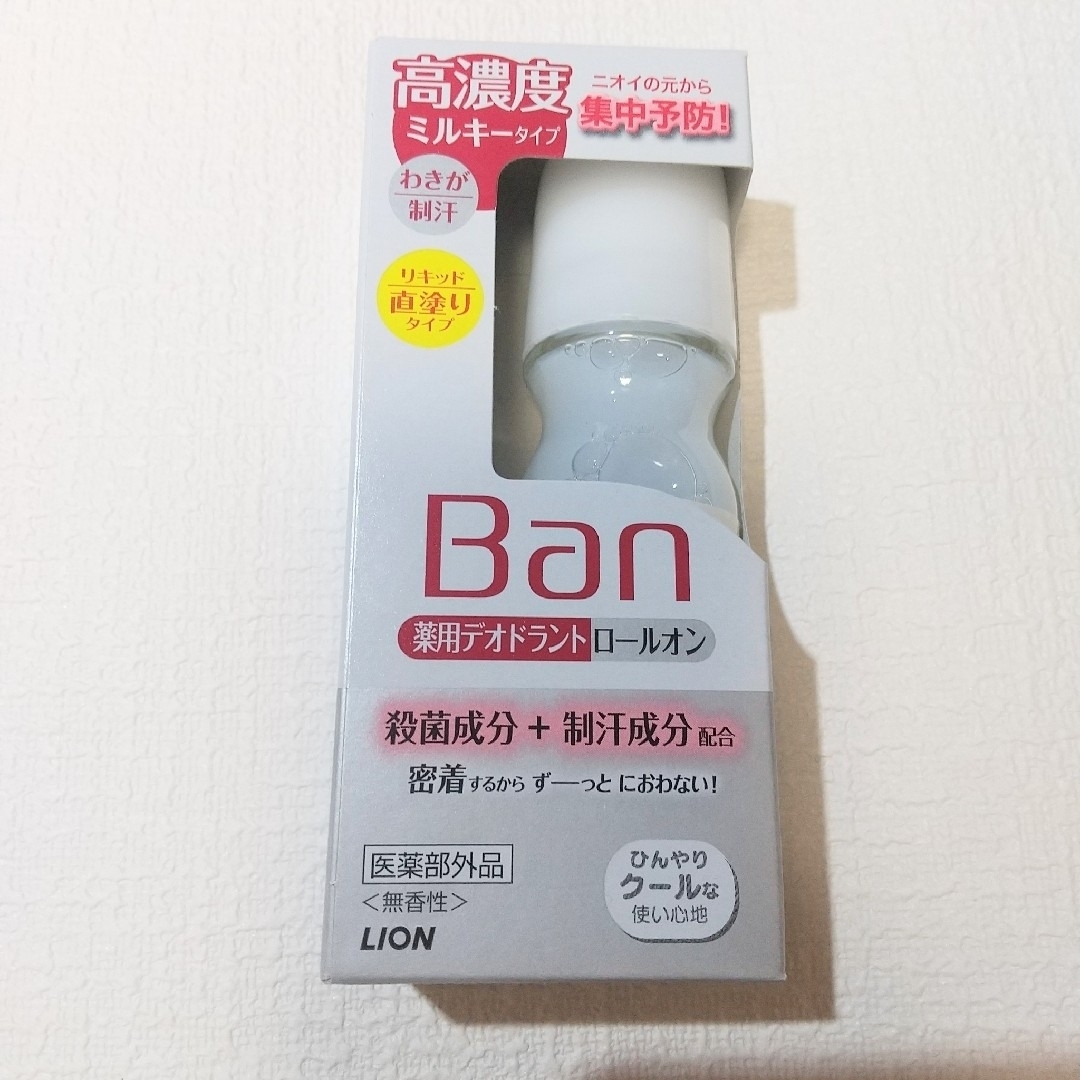 高濃度
ミルキータイプ
ニオイの元から
集中予防!
わきが
制汗
リキッド
直塗り
タイプ
Ban
薬用デオドラントロールオン
殺菌成分+制汗成分配合
密着するから ずーっと におわない!
医薬部外品
<無香性>
LION
ひんやり
クールな
使い心地